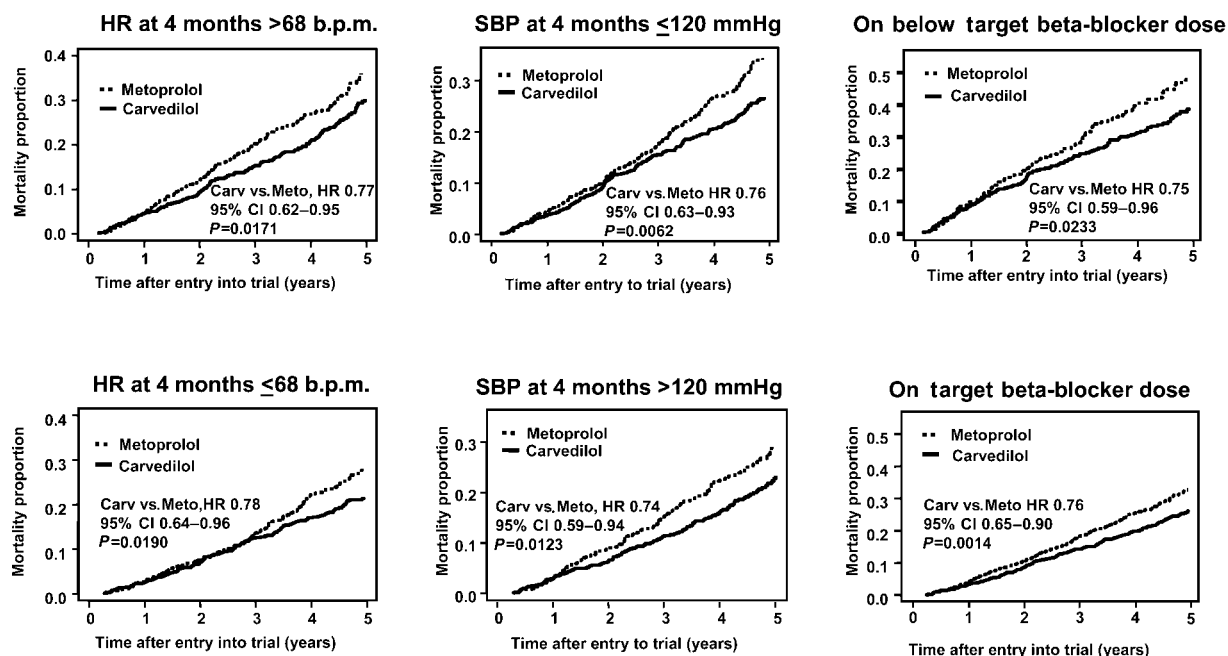 HR at 4 months >68 b.p.m.
0.4
0.3
0.2
0.1
0.0
Mortality proportion
Metoprolol
Carvedilol
Carv vs.Meto, HR 0.77
95% CI 0.62–0.95
P=0.0171
0 1 2 3 4 5
Time after entry into trial (years)
SBP at 4 months ≤120 mmHg
0.3
0.2
0.1
0.0
Mortality proportion
Metoprolol
Carvedilol
Carv vs.Meto HR 0.76
95% CI 0.63–0.93
P=0.0062
0 1 2 3 4 5
Time after entry to trial (years)
On below target beta-blocker dose
0.5
0.4
0.3
0.2
0.1
0.0
Mortality proportion
Metoprolol
Carvedilol
Carv vs.Meto HR 0.75
95% CI 0.59–0.96
P=0.0233
0 1 2 3 4 5
Time after entry into trial (years)
HR at 4 months ≤68 b.p.m.
0.4
0.3
0.2
0.1
0.0
Mortality proportion
Metoprolol
Carvedilol
Carv vs.Meto,HR 0.78
95% CI 0.64–0.96
P=0.0190
0 1 2 3 4 5
Time after entry into trial (years)
SBP at 4 months >120 mmHg
0.3
0.2
0.1
0.0
Mortality proportion
Metoprolol
Carvedilol
Carv vs.Meto, HR 0.74
95% CI 0.59–0.94
P=0.0123
0 1 2 3 4 5
Time after entry to trial (years)
On target beta-blocker dose
0.5
0.4
0.3
0.2
0.1
0.0
Mortality proportion
Metoprolol
Carvedilol
Carv vs.Meto HR 0.76
95% CI 0.65–0.90
P=0.0014
0 1 2 3 4 5
Time after entry into trial (years)